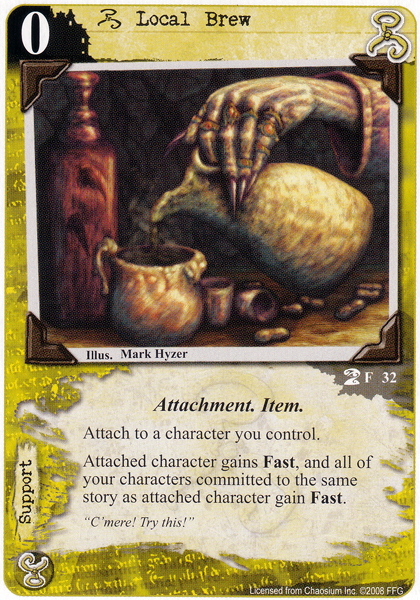 0
Local Brew
Illus. Mark Hyzer
F 32
Attachment. Item.
Attach to a character you control.
Attached character gains Fast, and all of
your characters committed to the same
story as attached character gain Fast.
"C'mere! Try this!"
Support
Licensed from Chaosium Inc. ©2008 FFG